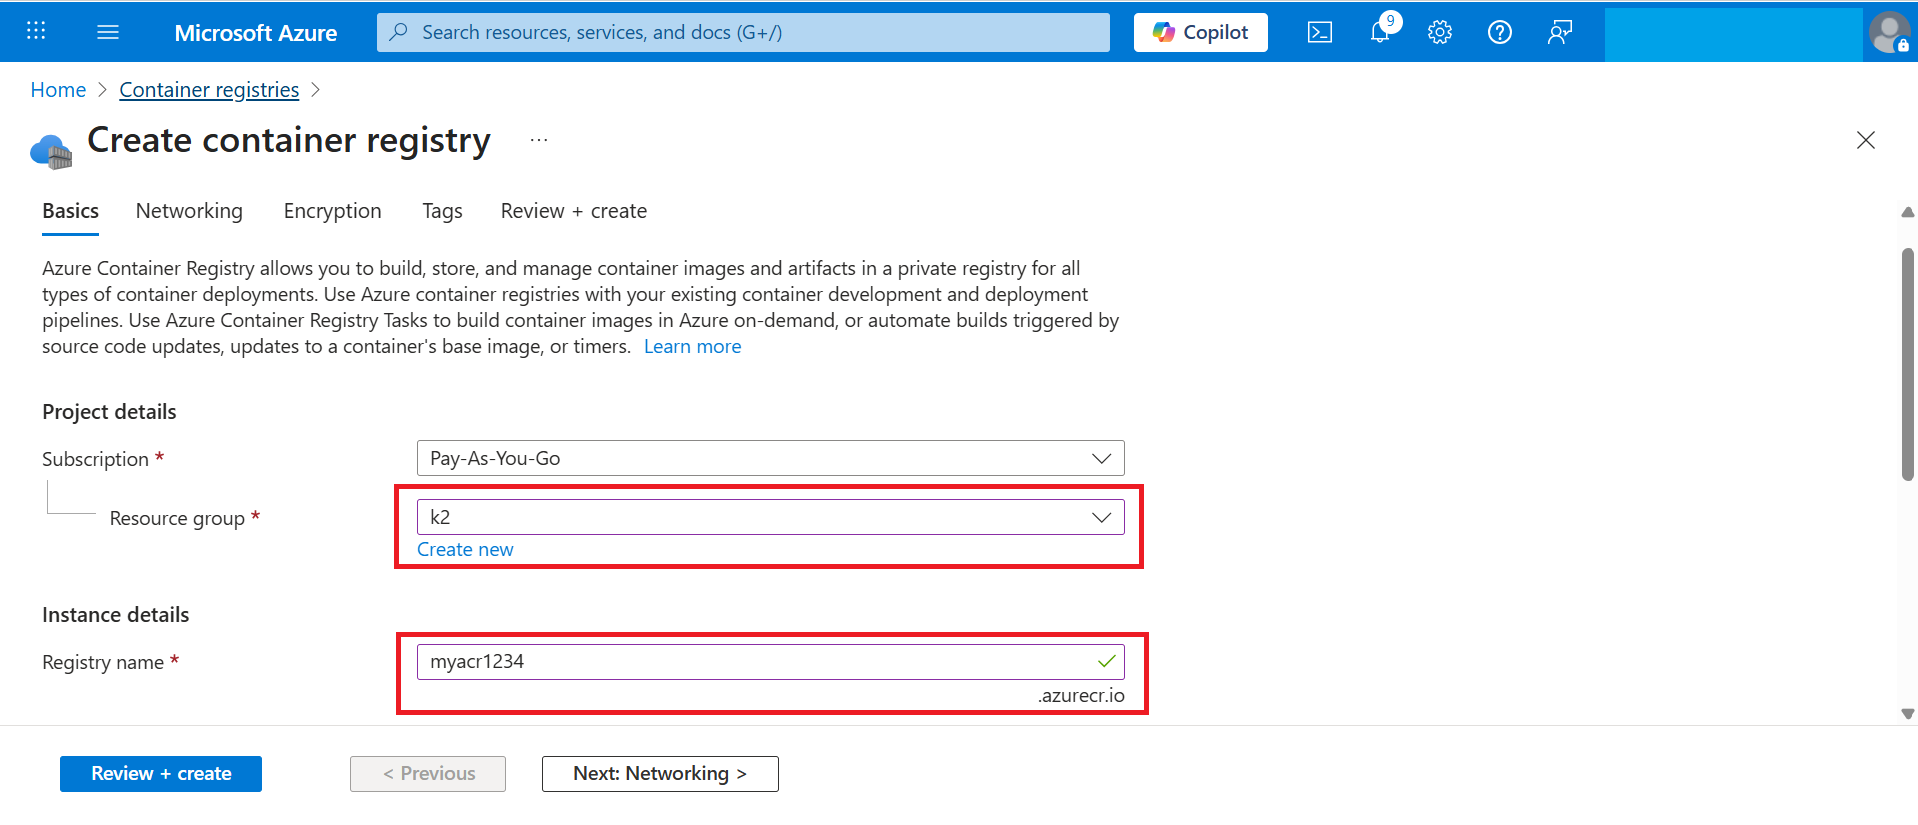 Microsoft Azure
Search resources, services, and docs (G+/)
Copilot
9
Home > Container registries >
Create container registry ...
Basics Networking Encryption Tags Review + create
Azure Container Registry allows you to build, store, and manage container images and artifacts in a private registry for all
types of container deployments. Use Azure container registries with your existing container development and deployment
pipelines. Use Azure Container Registry Tasks to build container images in Azure on-demand, or automate builds triggered by
source code updates, updates to a container's base image, or timers. Learn more
Project details
Subscription *
Pay-As-You-Go
Resource group *
k2
Create new
Instance details
Registry name *
myacr1234
.azurecr.io
Review + create
< Previous
Next: Networking >